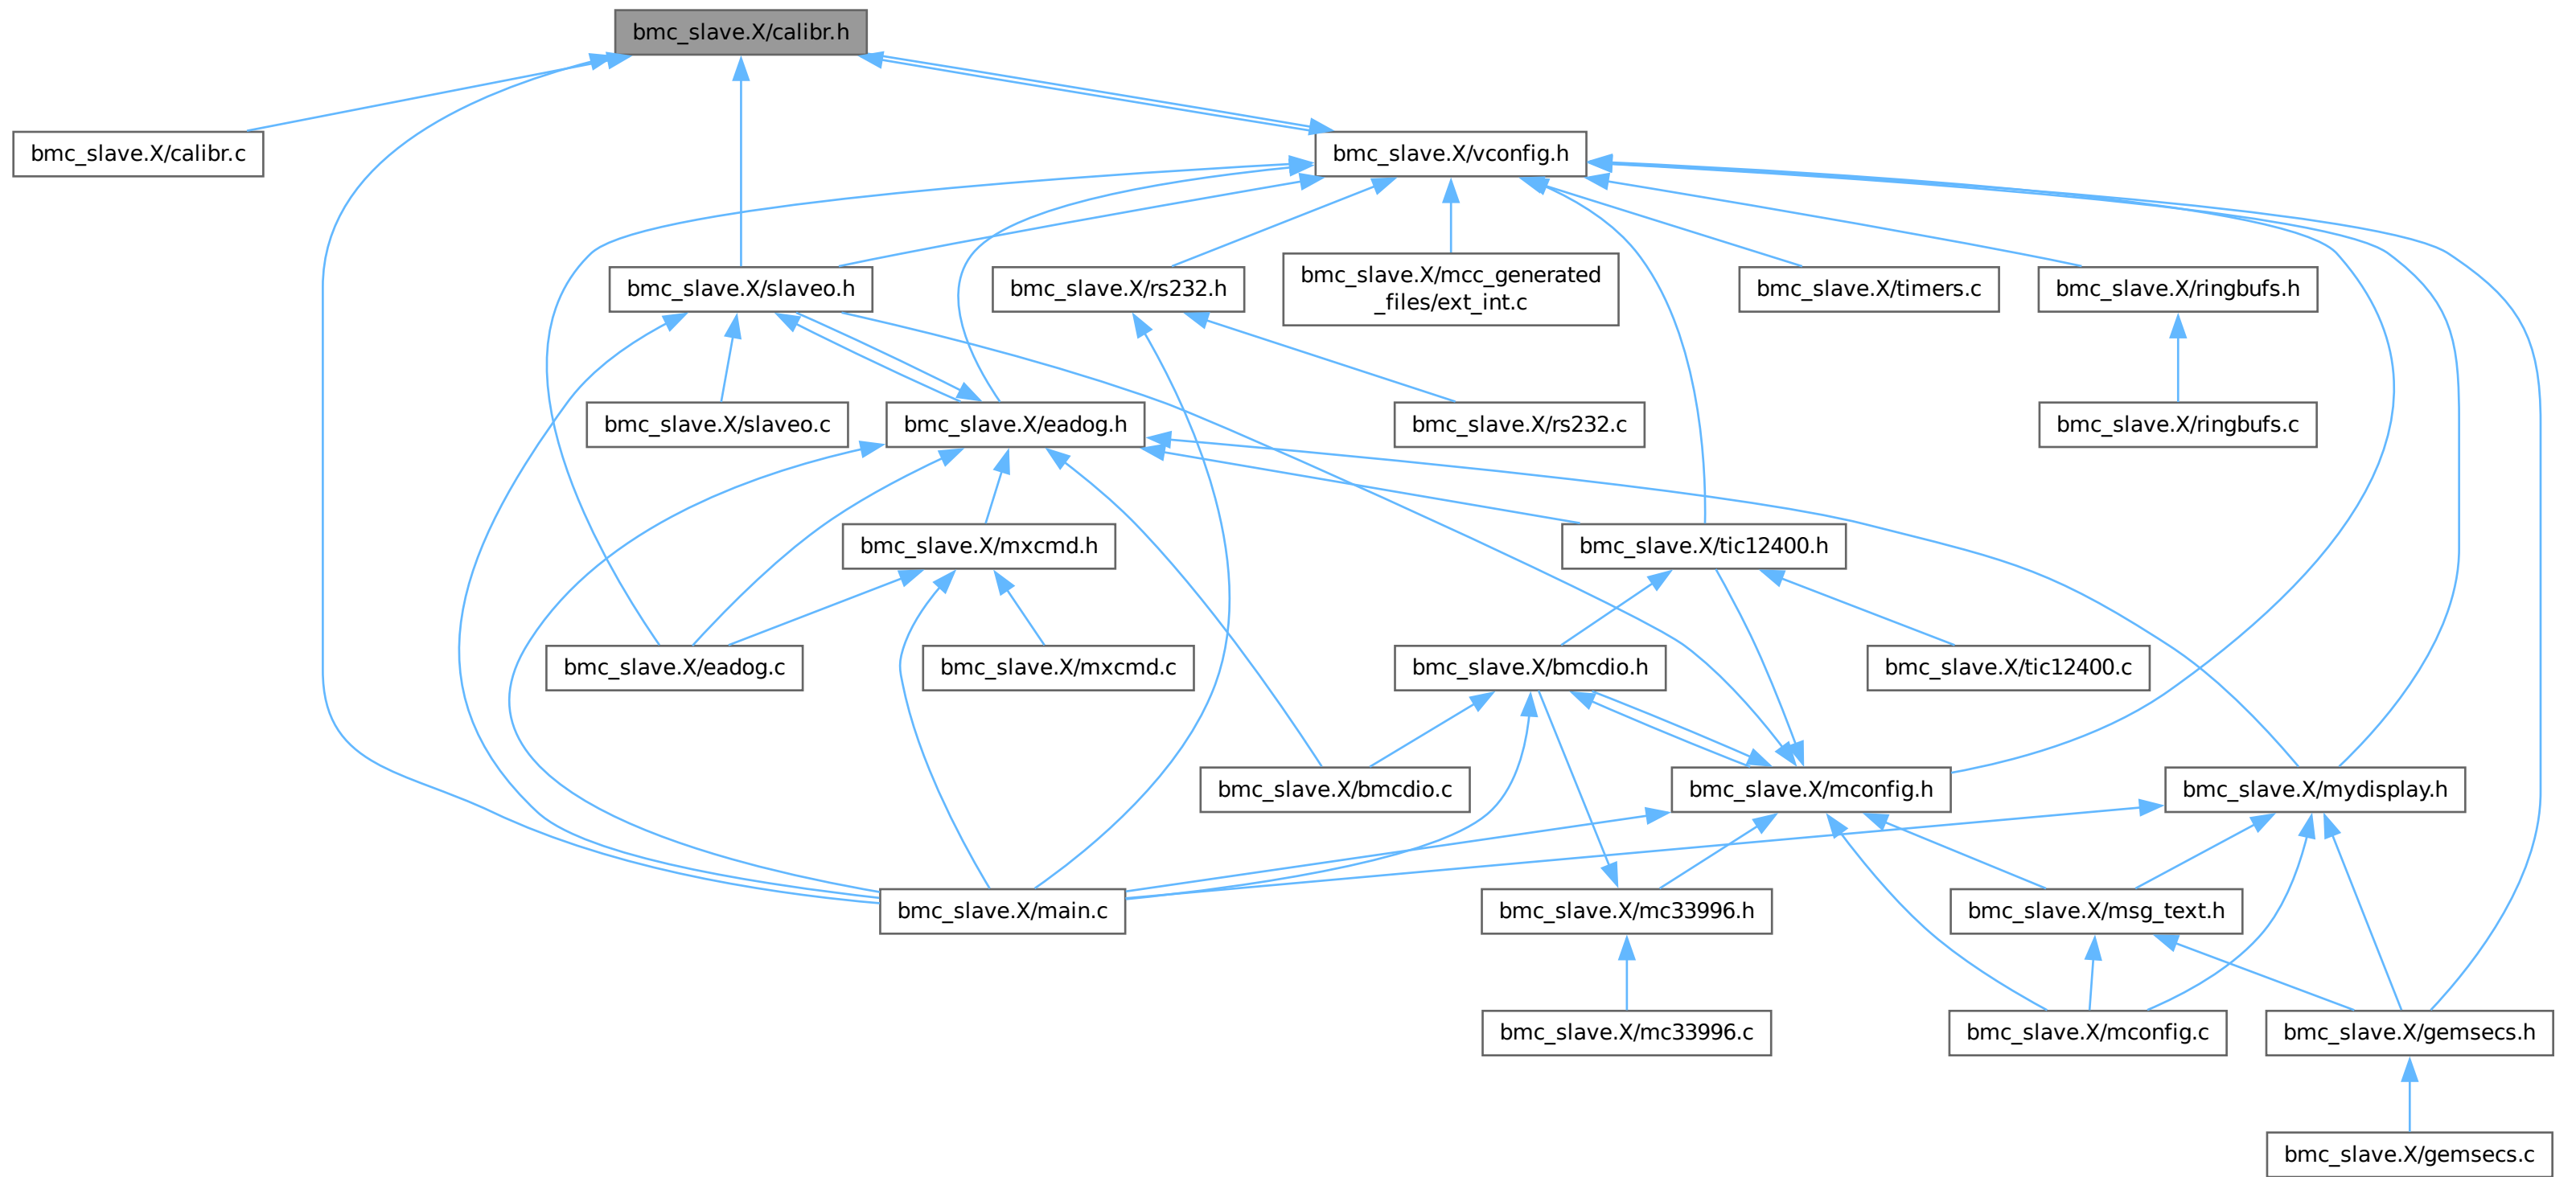 bmc_slave.X/calibr.h
bmc_slave.X/calibr.c
bmc_slave.X/vconfig.h
bmc_slave.X/slaveo.h
bmc_slave.X/rs232.h
bmc_slave.X/mcc_generated
_files/ext_int.c
bmc_slave.X/timers.c
bmc_slave.X/ringbufs.h
bmc_slave.X/slaveo.c
bmc_slave.X/eadog.h
bmc_slave.X/rs232.c
bmc_slave.X/ringbufs.c
bmc_slave.X/mxcmd.h
bmc_slave.X/tic12400.h
bmc_slave.X/eadog.c
bmc_slave.X/mxcmd.c
bmc_slave.X/bmcdio.h
bmc_slave.X/tic12400.c
bmc_slave.X/bmcdio.c
bmc_slave.X/mconfig.h
bmc_slave.X/mydisplay.h
bmc_slave.X/main.c
bmc_slave.X/mc33996.h
bmc_slave.X/msg_text.h
bmc_slave.X/mc33996.c
bmc_slave.X/mconfig.c
bmc_slave.X/gemsecs.h
bmc_slave.X/gemsecs.c